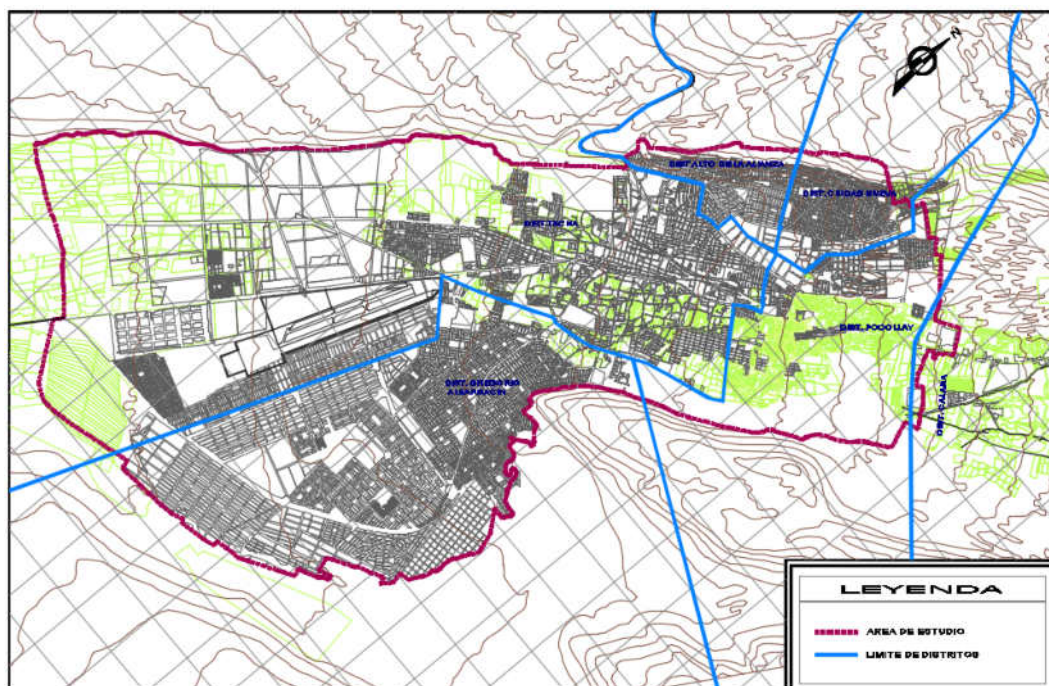 N
DIST. ALTO DE LA ALIANZA
DIST. CIUDAD NUEVA
DIST. TACNA
DIST. POCOLLAY
DIST. GREGORIO
ALBARRACIN
DIST. CALANA
LEYENDA
AREA DE ESTUDIO
LIMITE DE DISTRITOS